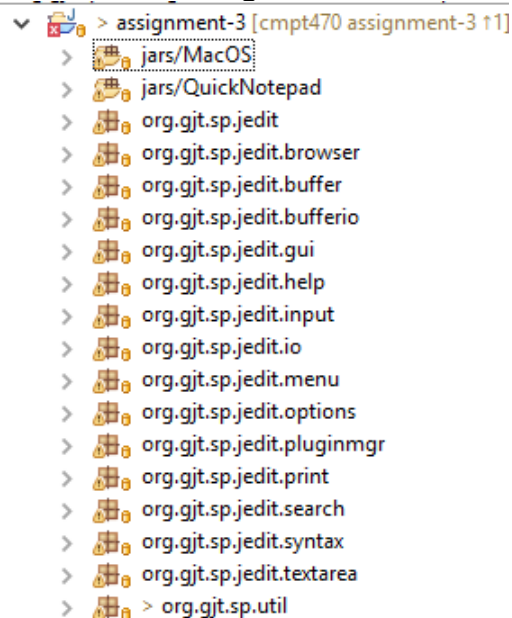 > assignment-3 [cmpt470 assignment-3 ↑1]
jars/MacOS
jars/QuickNotepad
org.gjt.sp.jedit
org.gjt.sp.jedit.browser
org.gjt.sp.jedit.buffer
org.gjt.sp.jedit.bufferio
org.gjt.sp.jedit.gui
org.gjt.sp.jedit.help
org.gjt.sp.jedit.input
org.gjt.sp.jedit.io
org.gjt.sp.jedit.menu
org.gjt.sp.jedit.options
org.gjt.sp.jedit.pluginmgr
org.gjt.sp.jedit.print
org.gjt.sp.jedit.search
org.gjt.sp.jedit.syntax
org.gjt.sp.jedit.textarea
> org.gjt.sp.util